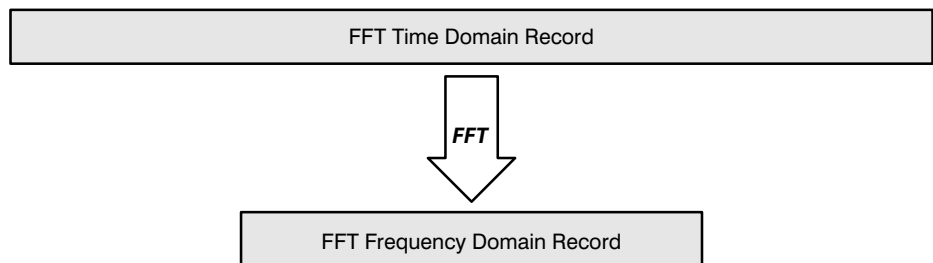 FFT Time Domain Record
FFT
FFT Frequency Domain Record